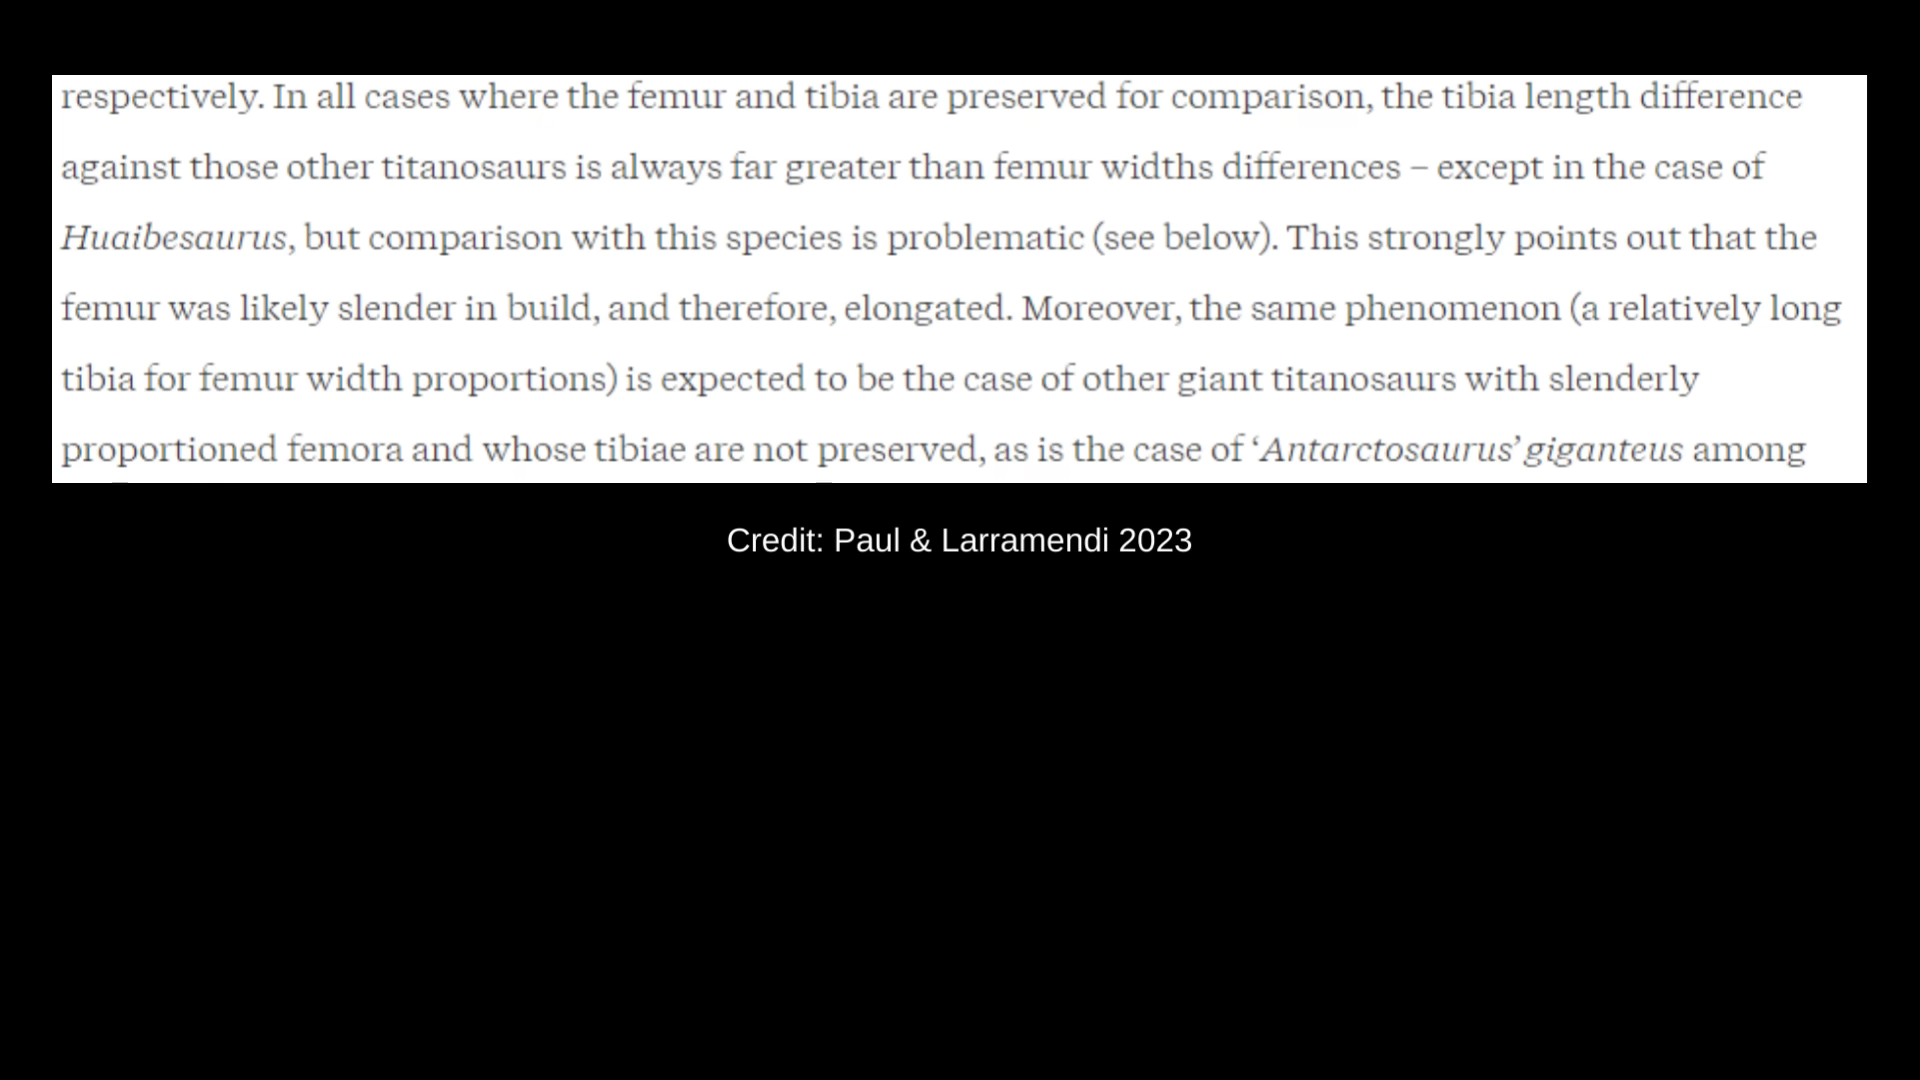 respectively. In all cases where the femur and tibia are preserved for comparison, the tibia length difference
against those other titanosaurs is always far greater than femur widths differences – except in the case of
Huaibesaurus, but comparison with this species is problematic (see below). This strongly points out that the
femur was likely slender in build, and therefore, elongated. Moreover, the same phenomenon (a relatively long
tibia for femur width proportions) is expected to be the case of other giant titanosaurs with slenderly
proportioned femora and whose tibiae are not preserved, as is the case of ‘Antarctosaurus’ giganteus among
Credit: Paul & Larramendi 2023